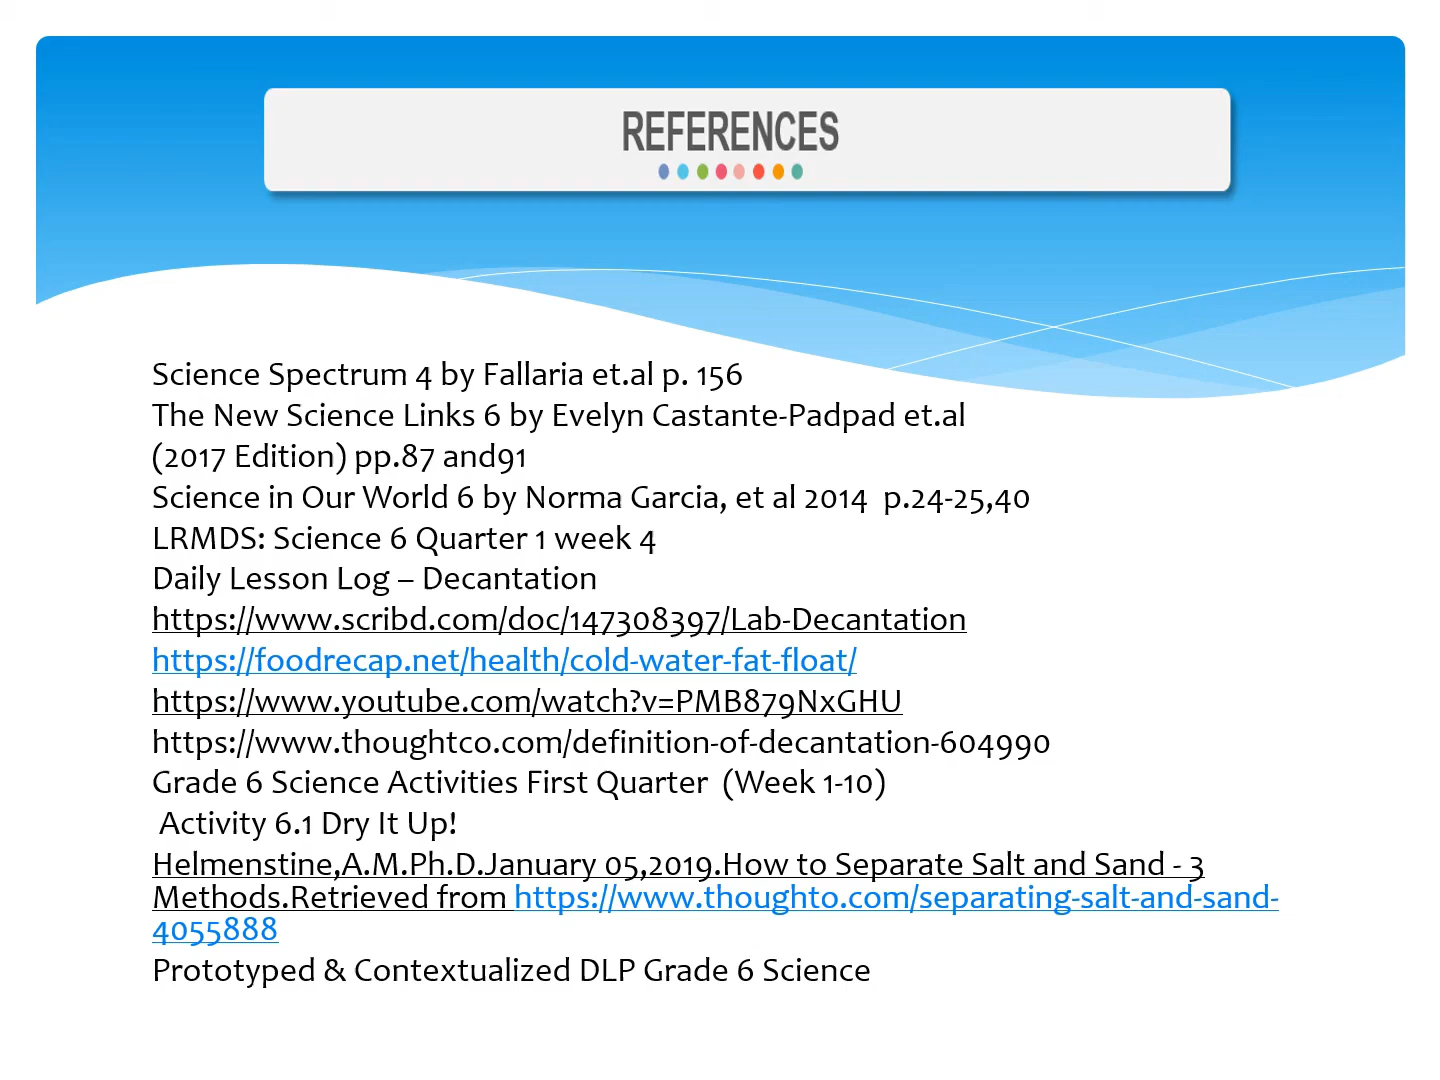 REFERENCES
Science Spectrum 4 by Fallaria et.al p. 156
The New Science Links 6 by Evelyn Castante-Padpad et.al
(2017 Edition) pp.87 and91
Science in Our World 6 by Norma Garcia, et al 2014  p.24-25,40
LRMDS: Science 6 Quarter 1 week 4
Daily Lesson Log – Decantation
https://www.scribd.com/doc/147308397/Lab-Decantation
https://foodrecap.net/health/cold-water-fat-float/
https://www.youtube.com/watch?v=PMB879NxGHU
https://www.thoughtco.com/definition-of-decantation-604990
Grade 6 Science Activities First Quarter  (Week 1-10)
Activity 6.1 Dry It Up!
Helmenstine,A.M.Ph.D.January 05,2019.How to Separate Salt and Sand - 3
Methods.Retrieved from https://www.thoughto.com/separating-salt-and-sand-
4055888
Prototyped & Contextualized DLP Grade 6 Science